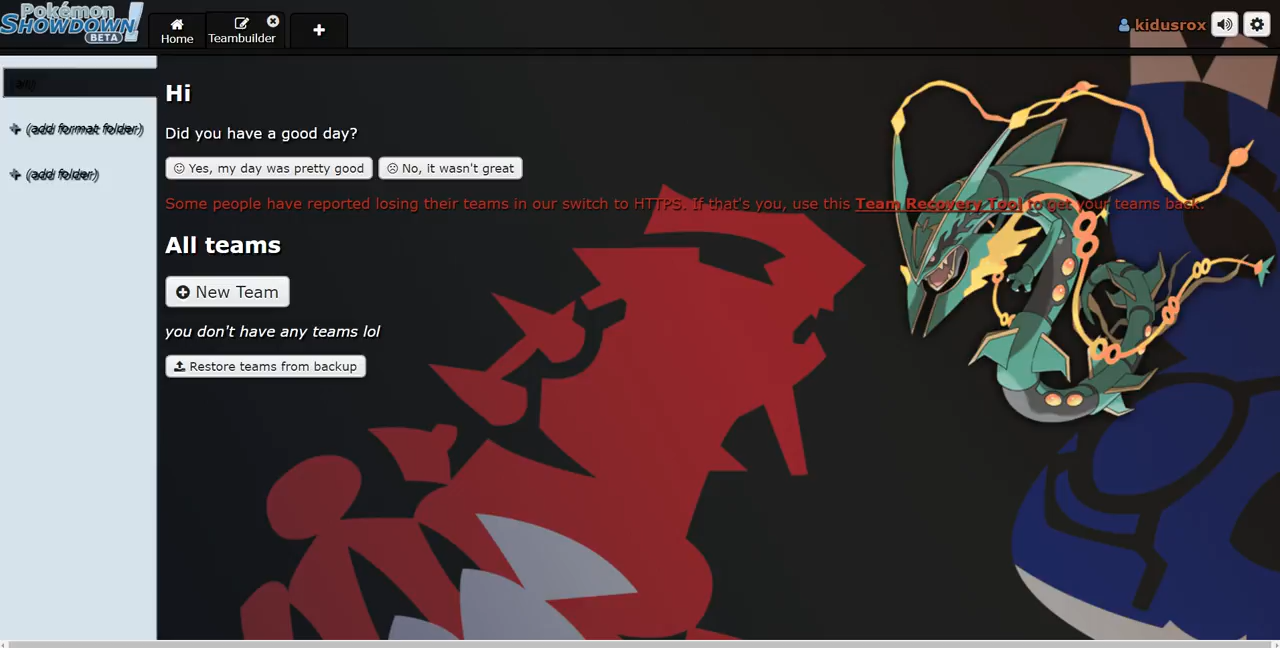 Pokémon
SHOWDOWN!
BETA
Home
Teambuilder
kidusrox
(all)
(add format folder)
(add folder)
Hi
Did you have a good day?
Yes, my day was pretty good
No, it wasn't great
Some people have reported losing their teams in our switch to HTTPS. If that's you, use this Team Recovery Tool to get your teams back.
All teams
New Team
you don't have any teams lol
Restore teams from backup